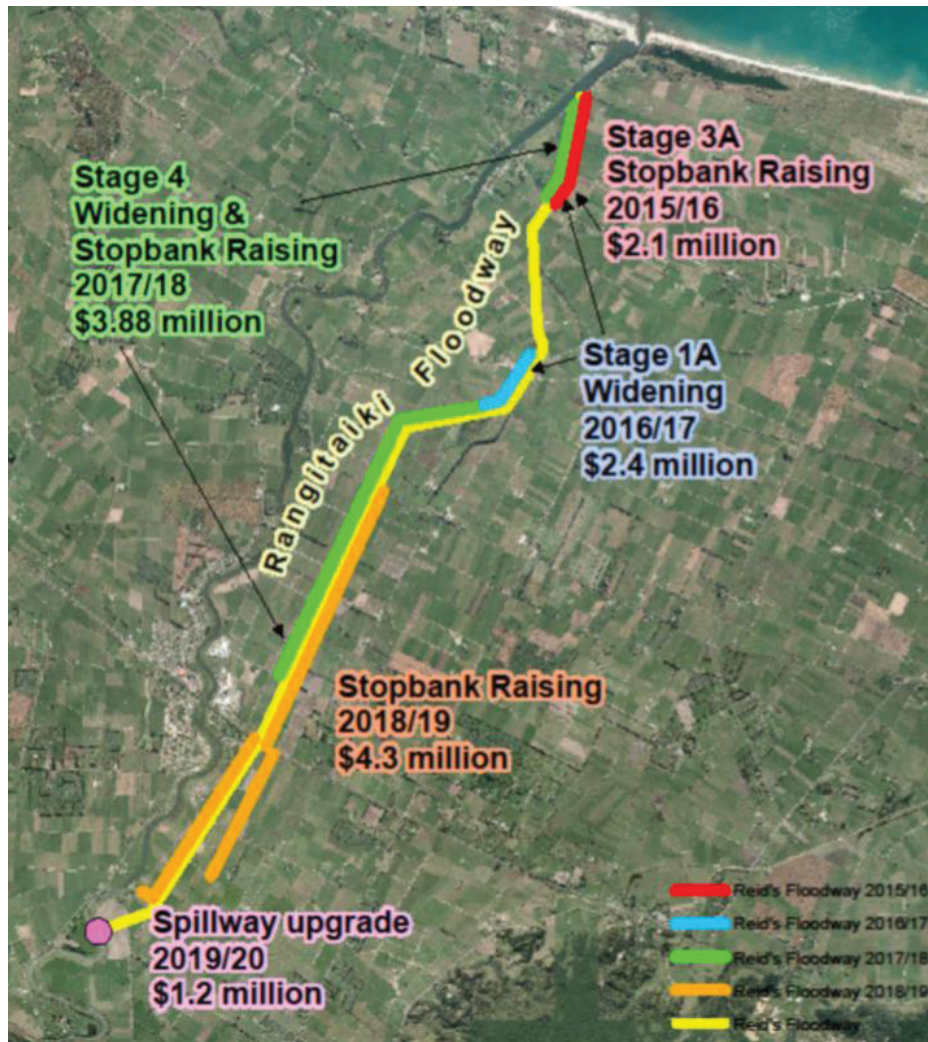 Stage 3A
Stopbank Raising
2015/16
$2.1 million
Stage 4
Widening &
Stopbank Raising
2017/18
$3.88 million
Rangitaiki Floodway
Stage 1A
Widening
2016/17
$2.4 million
Stopbank Raising
2018/19
$4.3 million
Spillway upgrade
2019/20
$1.2 million
Reid's Floodway 2015/16
Reid's Floodway 2016/17
Reid's Floodway 2017/18
Reid's Floodway 2018/19
Reid's Floodway